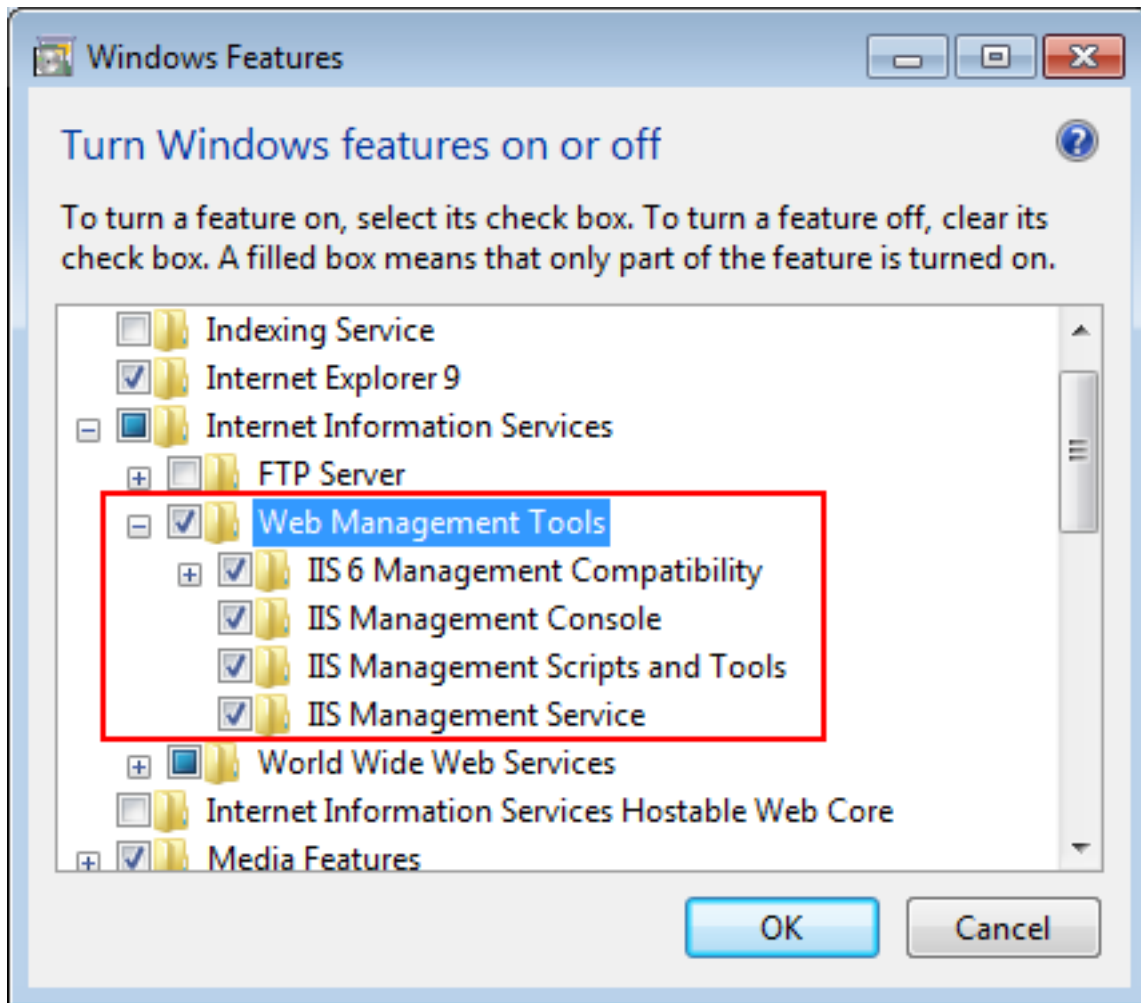 Windows Features
Turn Windows features on or off
To turn a feature on, select its check box. To turn a feature off, clear its
check box. A filled box means that only part of the feature is turned on.
Indexing Service
Internet Explorer 9
Internet Information Services
FTP Server
Web Management Tools
IIS 6 Management Compatibility
IIS Management Console
IIS Management Scripts and Tools
IIS Management Service
World Wide Web Services
Internet Information Services Hostable Web Core
Media Features
OK Cancel